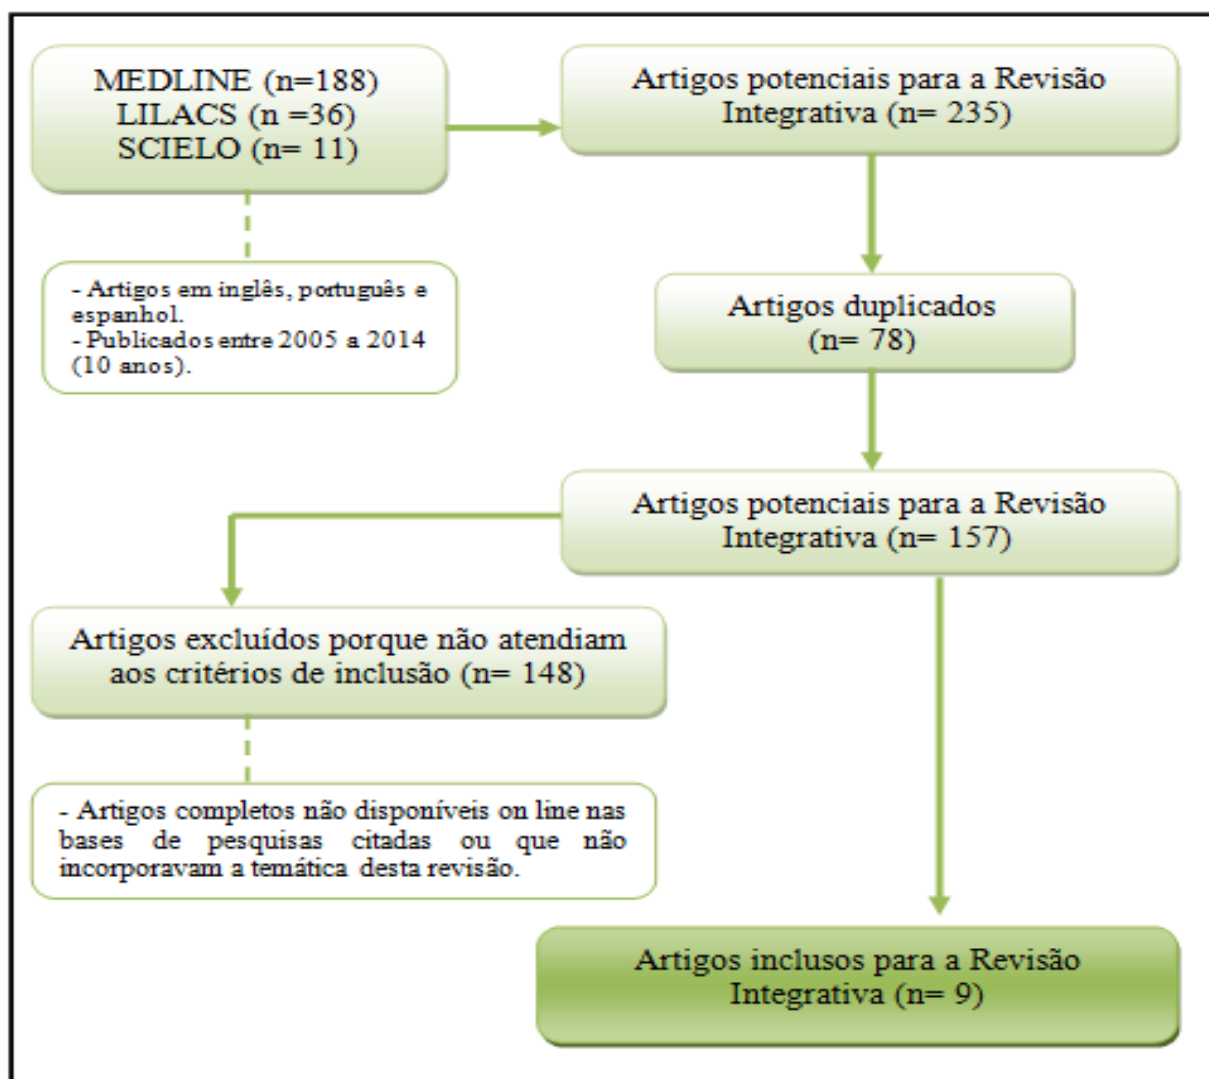 MEDLINE (n=188)
LILACS (n =36)
SCIELO (n= 11)
Artigos potenciais para a Revisão
Integrativa (n= 235)
- Artigos em inglês, português e
espanhol.
- Publicados entre 2005 a 2014
(10 anos).
Artigos duplicados
(n= 78)
Artigos potenciais para a Revisão
Integrativa (n= 157)
Artigos excluídos porque não atendiam
aos critérios de inclusão (n= 148)
- Artigos completos não disponíveis on line nas
bases de pesquisas citadas ou que não
incorporavam a temática desta revisão.
Artigos inclusos para a Revisão
Integrativa (n= 9)